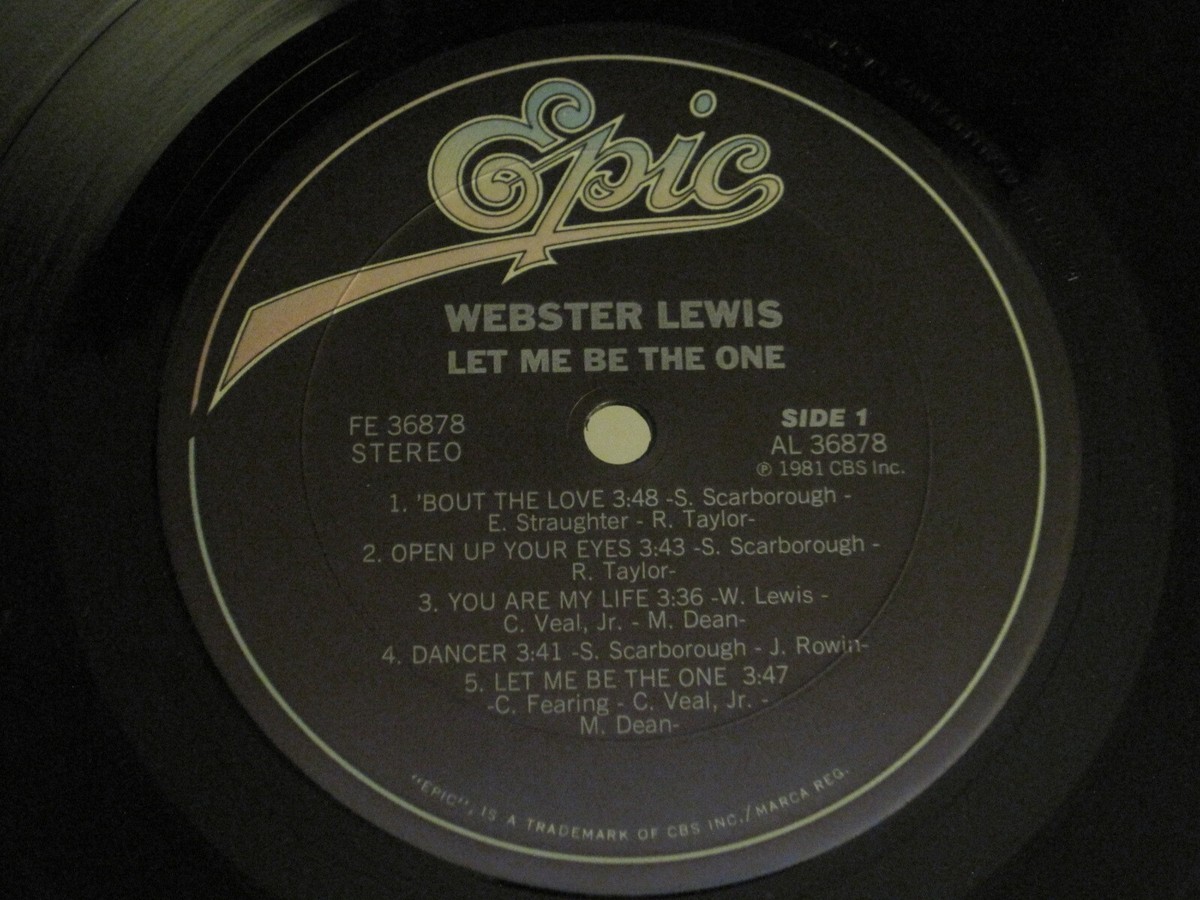 Epic
WEBSTER LEWIS
LET ME BE THE ONE
FE 36878
STEREO
SIDE 1
AL 36878
℗ 1981 CBS Inc.
1. 'BOUT THE LOVE 3:48 -S. Scarborough -
E. Straughter - R. Taylor-
2. OPEN UP YOUR EYES 3:43 -S. Scarborough -
R. Taylor-
3. YOU ARE MY LIFE 3:36 -W. Lewis -
C. Veal, Jr. - M. Dean-
4. DANCER 3:41 -S. Scarborough - J. Rowin-
5. LET ME BE THE ONE 3:47
-C. Fearing - C. Veal, Jr. -
M. Dean-
"EPIC", IS A TRADEMARK OF CBS INC./MARCA REG.